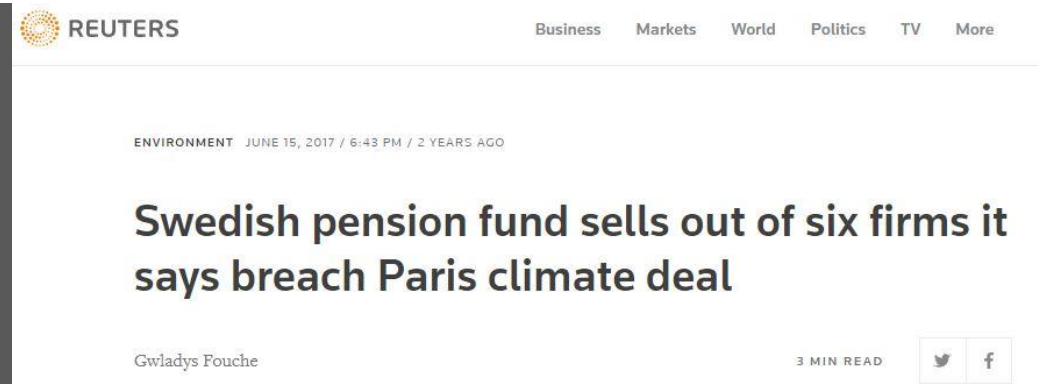 REUTERS Business Markets World Politics TV More
ENVIRONMENT JUNE 15, 2017 / 6:43 PM / 2 YEARS AGO
Swedish pension fund sells out of six firms it
says breach Paris climate deal
Gwladys Fouche 3 MIN READ